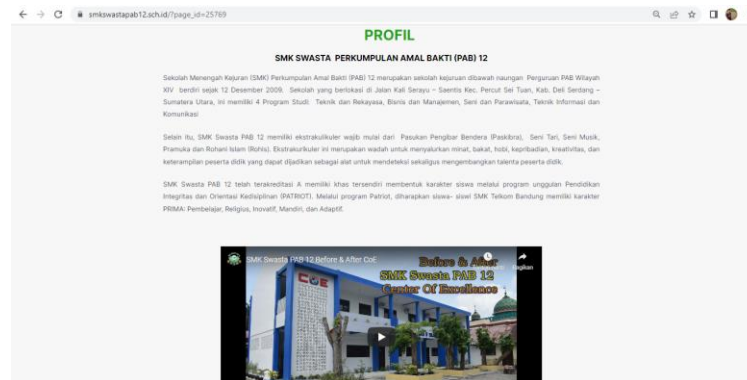 smkswastapab12.sch.id/?page_id=25769
PROFIL
SMK SWASTA PERKUMPULAN AMAL BAKTI (PAB) 12
Sekolah Menengah Kejuran (SMK) Perkumpulan Amal Bakti (PAB) 12 merupakan sekolah kejuruan dibawah naungan Perguruan PAB Wilayah
XIV berdiri sejak 12 Desember 2009. Sekolah yang berlokasi di Jalan Kali Serayu – Saentis Kec. Percut Sei Tuan, Kab. Deli Serdang –
Sumatera Utara, ini memiliki 4 Program Studi: Teknik dan Rekayasa, Bisnis dan Manajemen, Seni dan Parawisata, Teknik Informasi dan
Komunikasi
Selain itu, SMK Swasta PAB 12 memiliki ekstrakulikuler wajib mulai dari Pasukan Pengibar Bendera (Paskibra), Seni Tari, Seni Musik,
Pramuka dan Rohani Islam (Rohis). Ekstrakurikuler ini merupakan wadah untuk menyalurkan minat, bakat, hobi, kepribadian, kreativitas, dan
keterampilan peserta didik yang dapat dijadikan sebagai alat untuk mendeteksi sekaligus mengembangkan talenta peserta didik.
SMK Swasta PAB 12 telah terakreditasi A memiliki khas tersendiri membentuk karakter siswa melalui program unggulan Pendidikan
Integritas dan Orientasi Kedisiplinan (PATRIOT). Melalui program Patriot, diharapkan siswa- siswi SMK Telkom Bandung memiliki karakter
PRIMA: Pembelajar, Religius, Inovatif, Mandiri, dan Adaptif.
SMK Swasta PAB 12 Before & After CoE
Before & After
SMK Swasta PAB 12
Center Of Excellence
Bagikan
COE